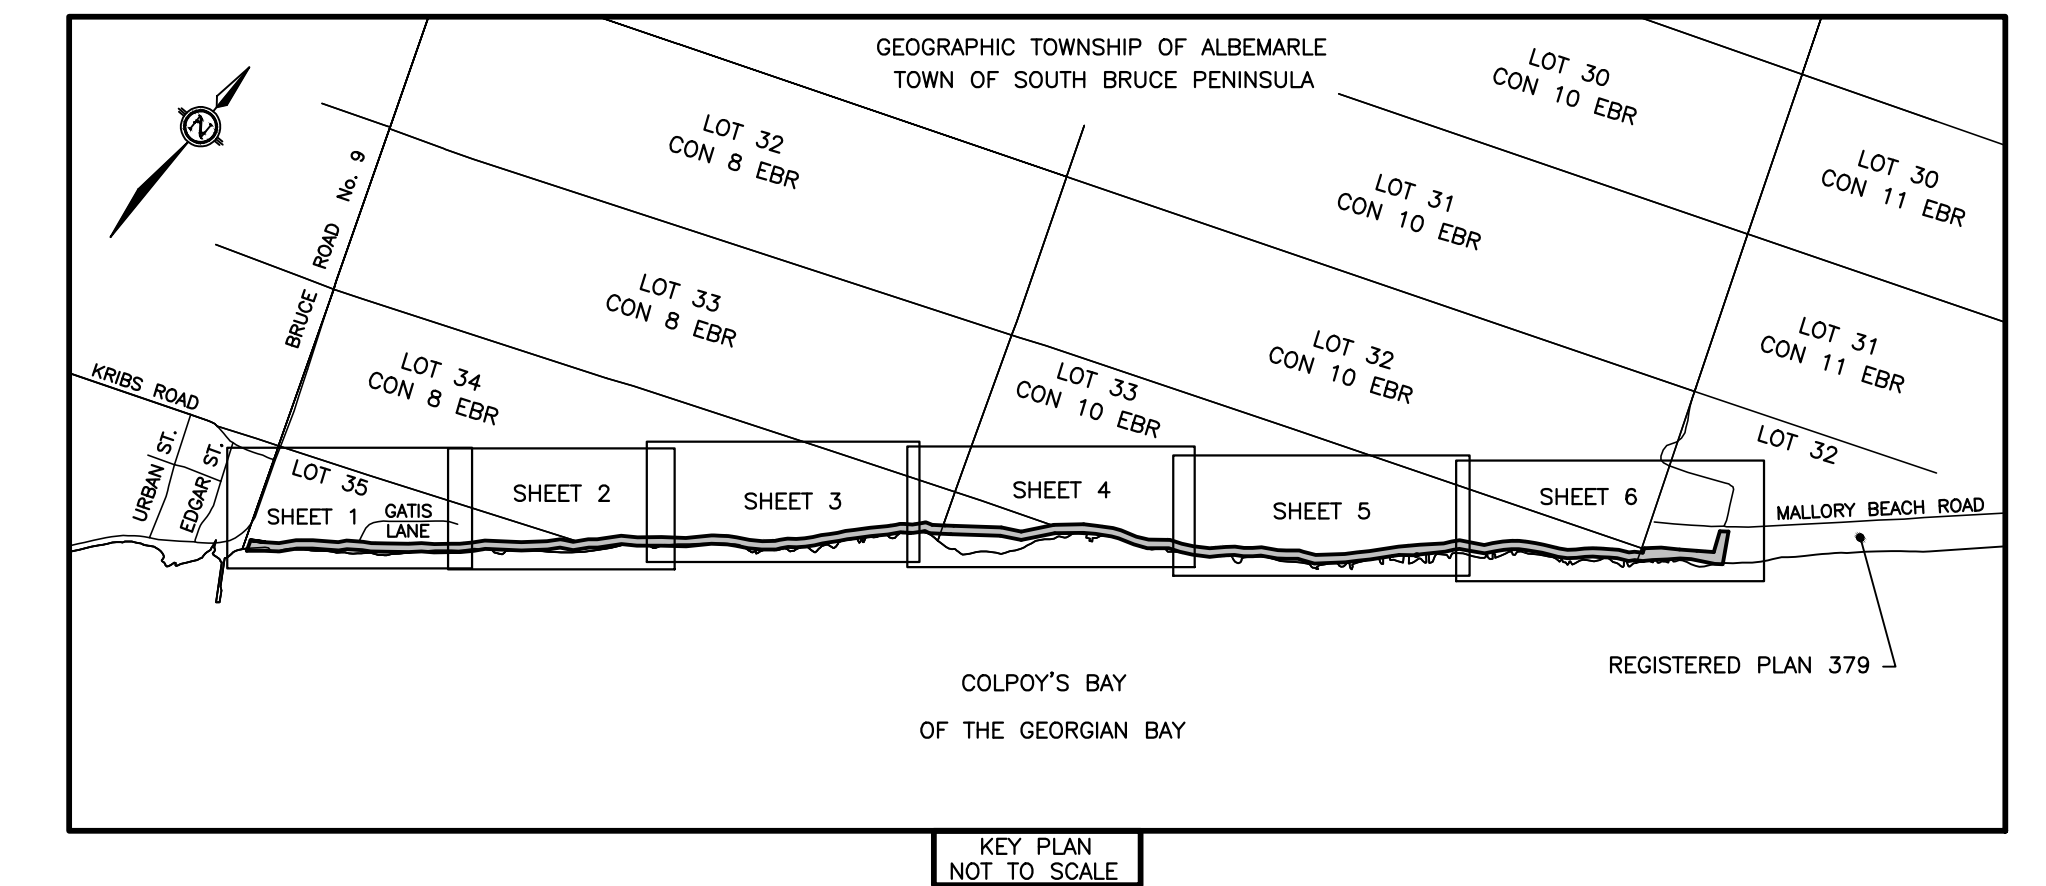 GEOGRAPHIC TOWNSHIP OF ALBEMARLE
TOWN OF SOUTH BRUCE PENINSULA
N
LOT 30
CON 10 EBR
LOT 32
CON 8 EBR
LOT 30
CON 11 EBR
LOT 31
CON 10 EBR
BRUCE ROAD No. 9
LOT 33
CON 8 EBR
LOT 32
CON 10 EBR
LOT 31
CON 11 EBR
KRIBS ROAD
LOT 34
CON 8 EBR
LOT 33
CON 10 EBR
LOT 32
URBAN ST.
EDGAR ST.
LOT 35
SHEET 1
GATIS
LANE
SHEET 2
SHEET 3
SHEET 4
SHEET 5
SHEET 6
MALLORY BEACH ROAD
REGISTERED PLAN 379
COLPOY'S BAY
OF THE GEORGIAN BAY
KEY PLAN
NOT TO SCALE